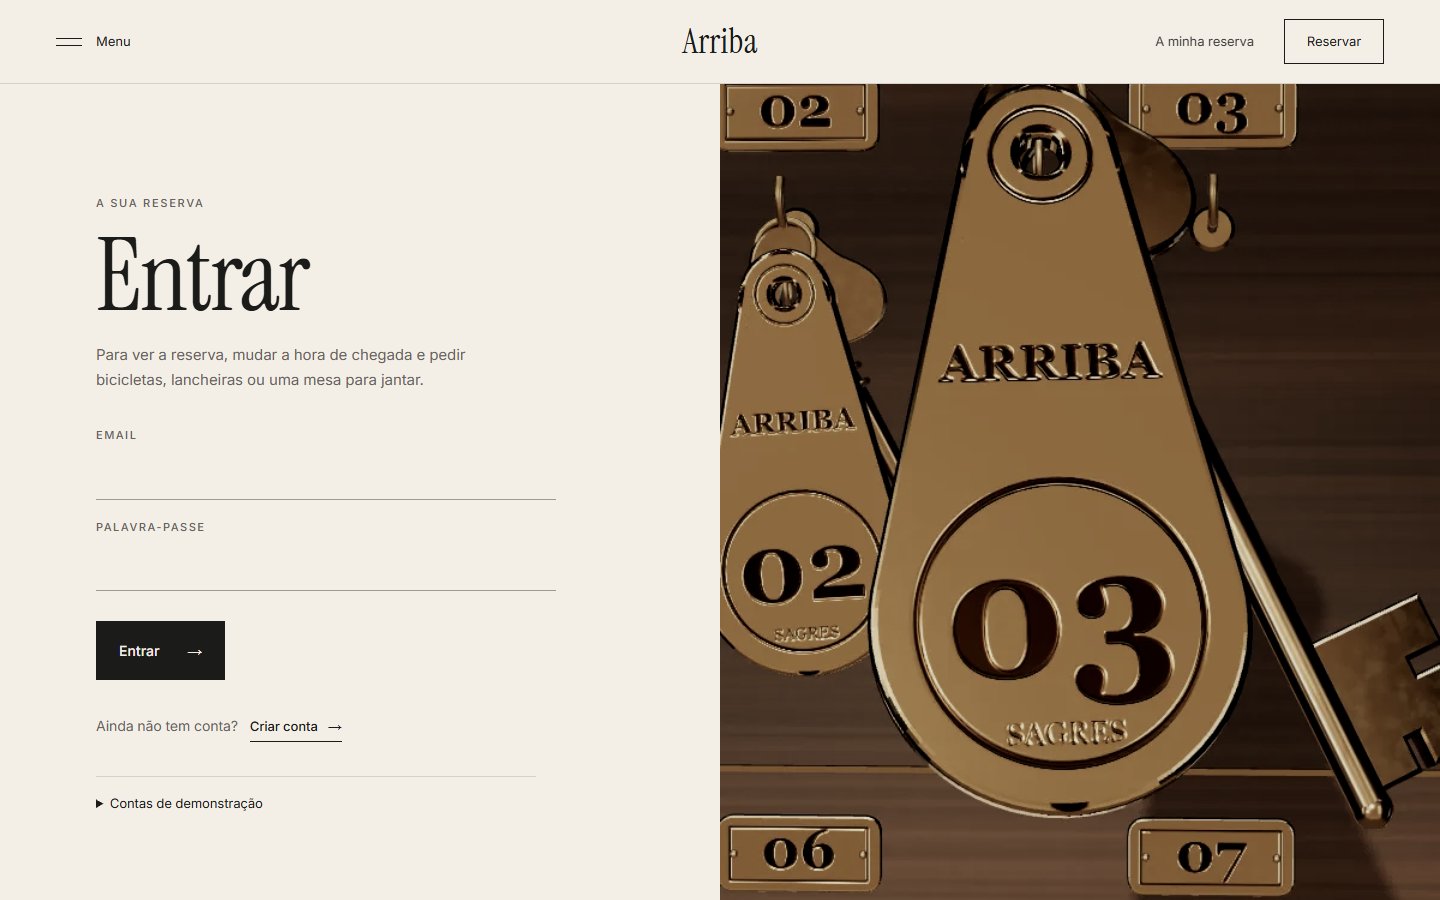 Menu
Arriba
A minha reserva
Reservar
A SUA RESERVA
Entrar
Para ver a reserva, mudar a hora de chegada e pedir
bicicletas, lancheiras ou uma mesa para jantar.
EMAIL
PALAVRA-PASSE
Entrar →
Ainda não tem conta? Criar conta →
Contas de demonstração
02
03
ARRIBA
02
SAGRES
ARRIBA
03
SAGRES
06
07